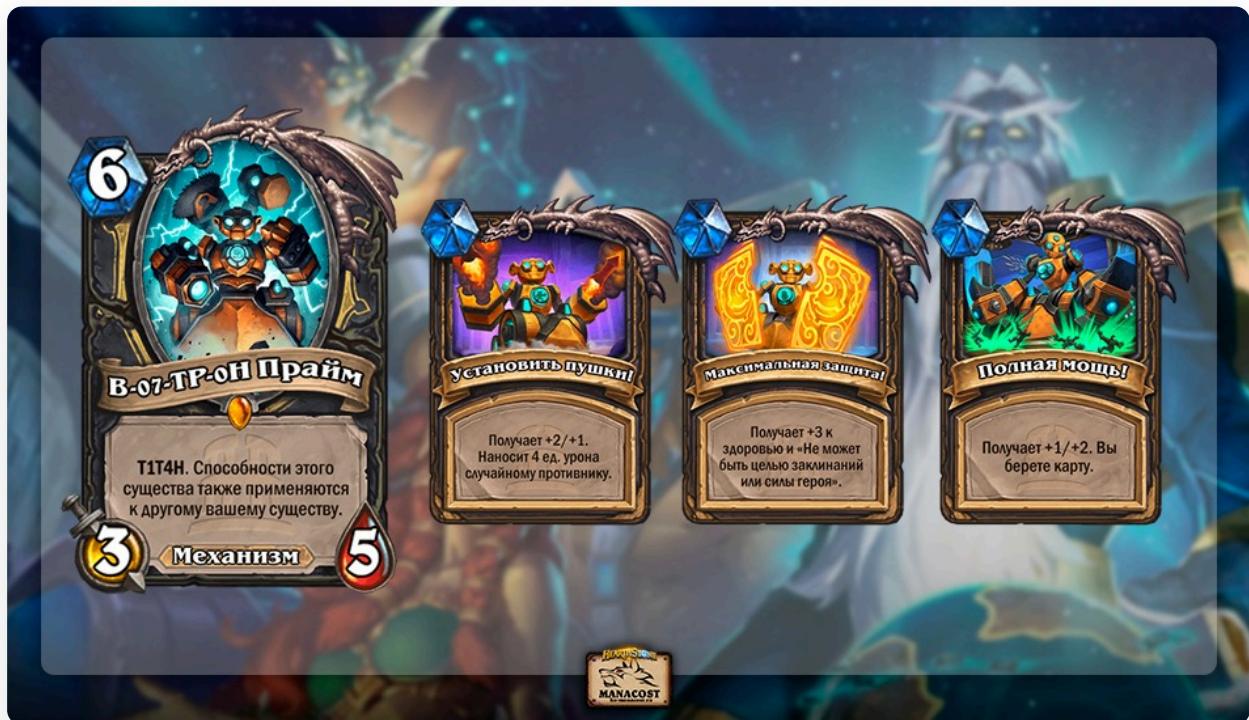 6
В-07-ТР-0Н Прайм
Т1Т4Н. Способности этого
существа также применяются
к другому вашему существу.
3
Механизм
5
Установить пушки!
Получает +2/+1.
Наносит 4 ед. урона
случайному противнику.
Максимальная защита!
Получает +3 к
здоровью и «Не может
быть целью заклинаний
или силы героя».
Полная мощь!
Получает +1/+2. Вы
берете карту.
HEARTHSTONE
MANACOST